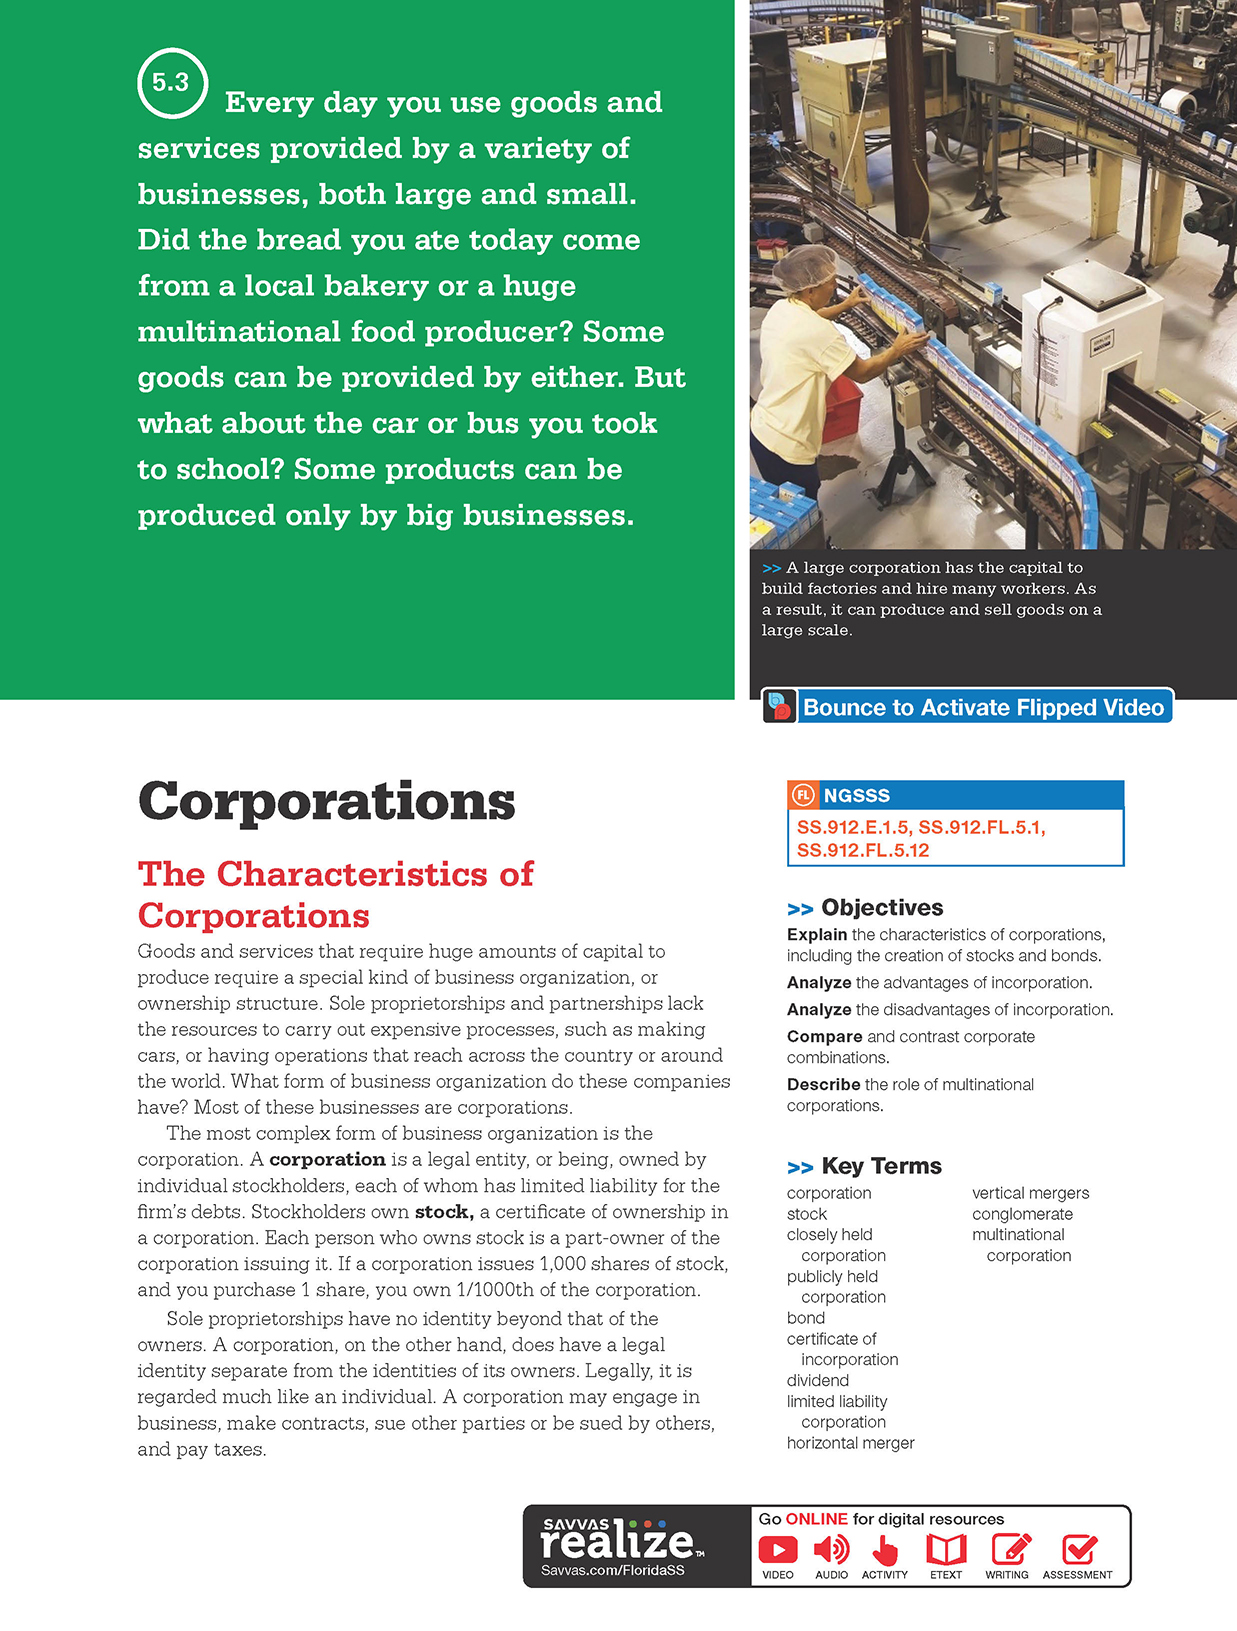 5.3
Every day you use goods and
services provided by a variety of
businesses, both large and small.
Did the bread you ate today come
from a local bakery or a huge
multinational food producer? Some
goods can be provided by either. But
what about the car or bus you took
to school? Some products can be
produced only by big businesses.
>> A large corporation has the capital to
build factories and hire many workers. As
a result, it can produce and sell goods on a
large scale.
Bounce to Activate Flipped Video
Corporations
The Characteristics of
Corporations
Goods and services that require huge amounts of capital to
produce require a special kind of business organization, or
ownership structure. Sole proprietorships and partnerships lack
the resources to carry out expensive processes, such as making
cars, or having operations that reach across the country or around
the world. What form of business organization do these companies
have? Most of these businesses are corporations.
The most complex form of business organization is the
corporation. A corporation is a legal entity, or being, owned by
individual stockholders, each of whom has limited liability for the
firm's debts. Stockholders own stock, a certificate of ownership in
a corporation. Each person who owns stock is a part-owner of the
corporation issuing it. If a corporation issues 1,000 shares of stock,
and you purchase 1 share, you own 1/1000th of the corporation.
Sole proprietorships have no identity beyond that of the
owners. A corporation, on the other hand, does have a legal
identity separate from the identities of its owners. Legally, it is
regarded much like an individual. A corporation may engage in
business, make contracts, sue other parties or be sued by others,
and pay taxes.
FL NGSSS
SS.912.E.1.5, SS.912.FL.5.1,
SS.912.FL.5.12
>> Objectives
Explain the characteristics of corporations,
including the creation of stocks and bonds.
Analyze the advantages of incorporation.
Analyze the disadvantages of incorporation.
Compare and contrast corporate
combinations.
Describe the role of multinational
corporations.
>> Key Terms
corporation
stock
closely held
corporation
publicly held
corporation
bond
certificate of
incorporation
dividend
limited liability
corporation
horizontal merger
vertical mergers
conglomerate
multinational
corporation
SAVVAS
realize™
Savvas.com/FloridaSS
Go ONLINE for digital resources
VIDEO AUDIO ACTIVITY ETEXT WRITING ASSESSMENT